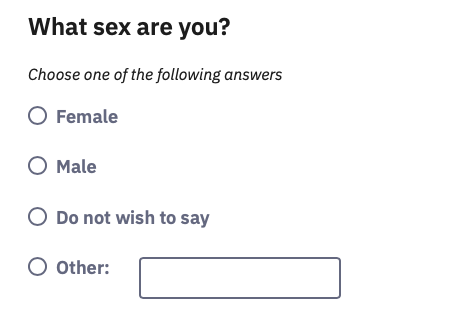 What sex are you?
Choose one of the following answers
Female
Male
Do not wish to say
Other: